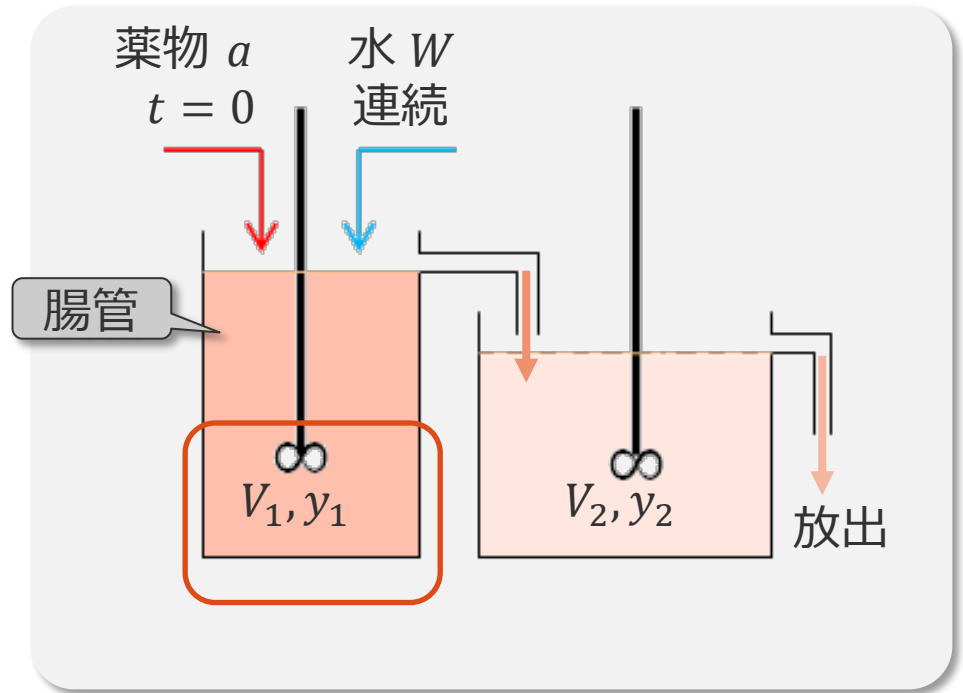 薬物 a
t = 0
水 W
連続
腸管
V₁, y₁
V₂, y₂
放出